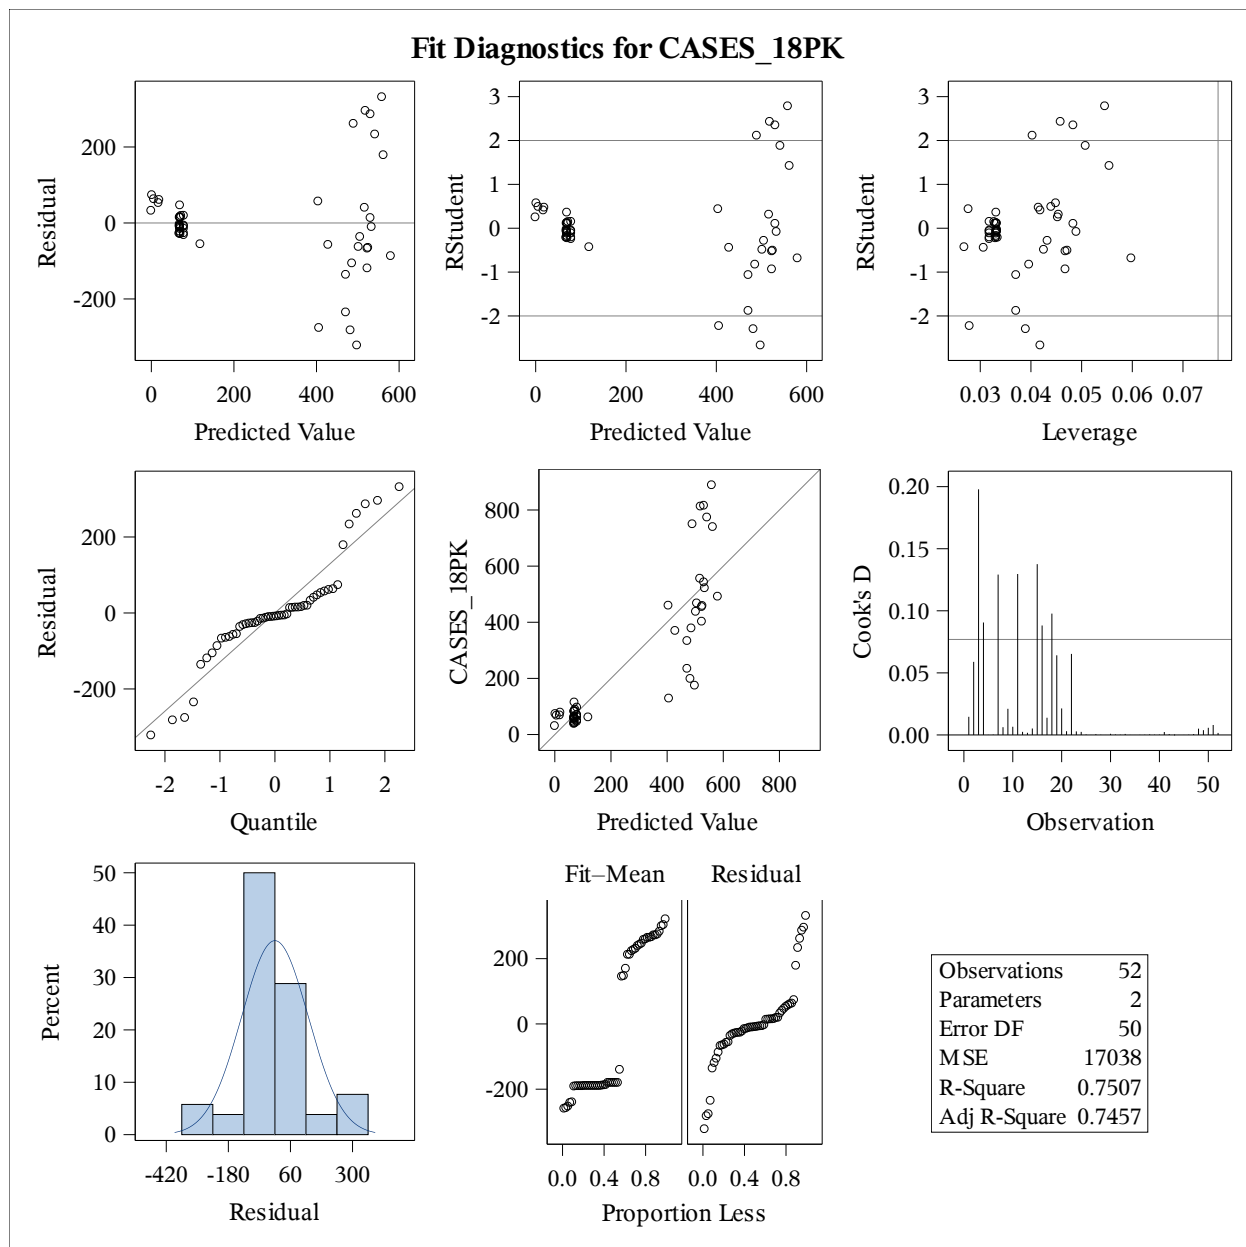 Fit Diagnostics for CASES_18PK
Residual
200
0
-200
0 200 400 600
Predicted Value
RStudent
3
2
1
0
-1
-2
0 200 400 600
Predicted Value
RStudent
3
2
1
0
-1
-2
0.03 0.04 0.05 0.06 0.07
Leverage
Residual
200
0
-200
-2 -1 0 1 2
Quantile
CASES_18PK
800
600
400
200
0
0 200 400 600 800
Predicted Value
Cook's D
0.20
0.15
0.10
0.05
0.00
0 10 20 30 40 50
Observation
Percent
50
40
30
20
10
0
-420 -180 60 300
Residual
Fit–Mean Residual
200
0
-200
0.0 0.4 0.8 0.0 0.4 0.8
Proportion Less
Observations 52
Parameters 2
Error DF 50
MSE 17038
R-Square 0.7507
Adj R-Square 0.7457